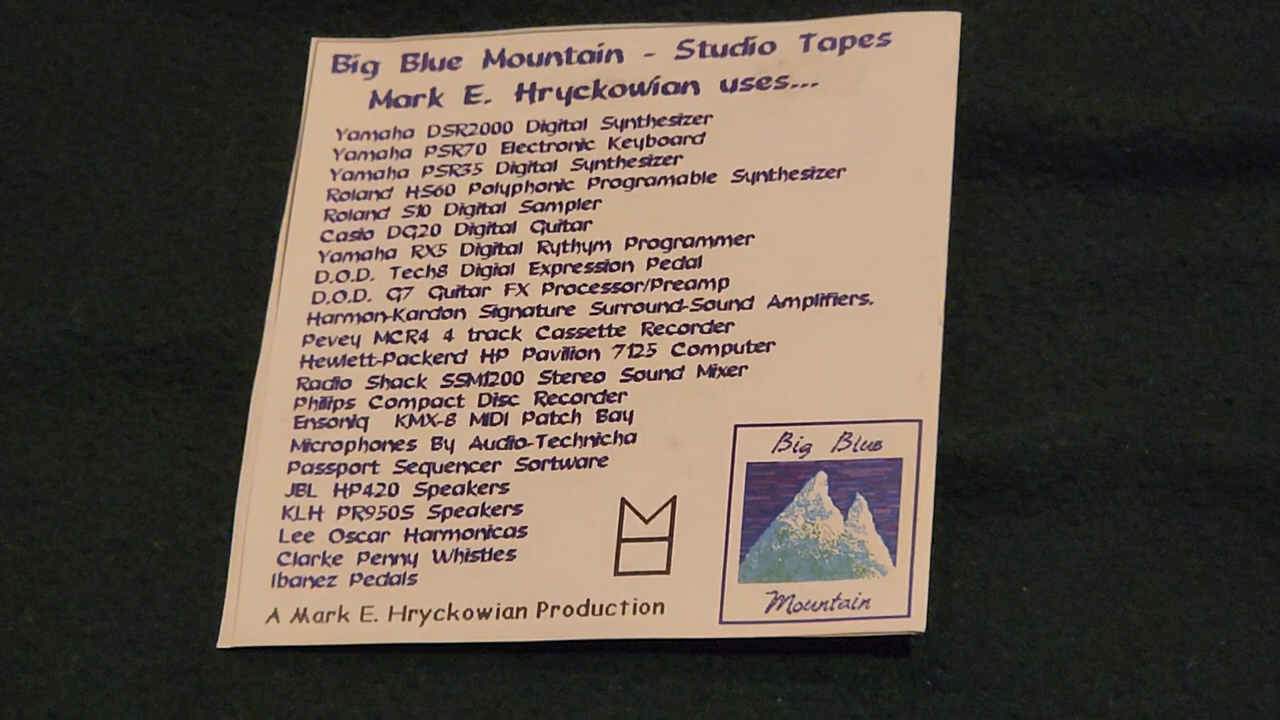 Big Blue Mountain - Studio Tapes
Mark E. Hryckowian uses...
Yamaha DSR2000 Digital Synthesizer
Yamaha PSR70 Electronic Keyboard
Yamaha PSR35 Digital Synthesizer
Roland HS60 Polyphonic Programable Synthesizer
Roland S10 Digital Sampler
Casio DG20 Digital Guitar
Yamaha RX5 Digital Rythym Programmer
D.O.D. Tech8 Digial Expression Pedal
D.O.D. G7 Guitar FX Processor/Preamp
Harmon-Kardon Signature Surround-Sound Amplifiers.
Pevey MCR4 4 track Cassette Recorder
Hewlett-Packerd HP Pavilion 7125 Computer
Radio Shack SSM1200 Stereo Sound Mixer
Philips Compact Disc Recorder
Ensoniq KMX-8 MIDI Patch Bay
Microphones By Audio-Technicha
Passport Sequencer Sortware
JBL HP420 Speakers
KLH PR950S Speakers
Lee Oscar Harmonicas
Clarke Penny Whistles
Ibanez Pedals
A Mark E. Hryckowian Production
Big Blue
Mountain